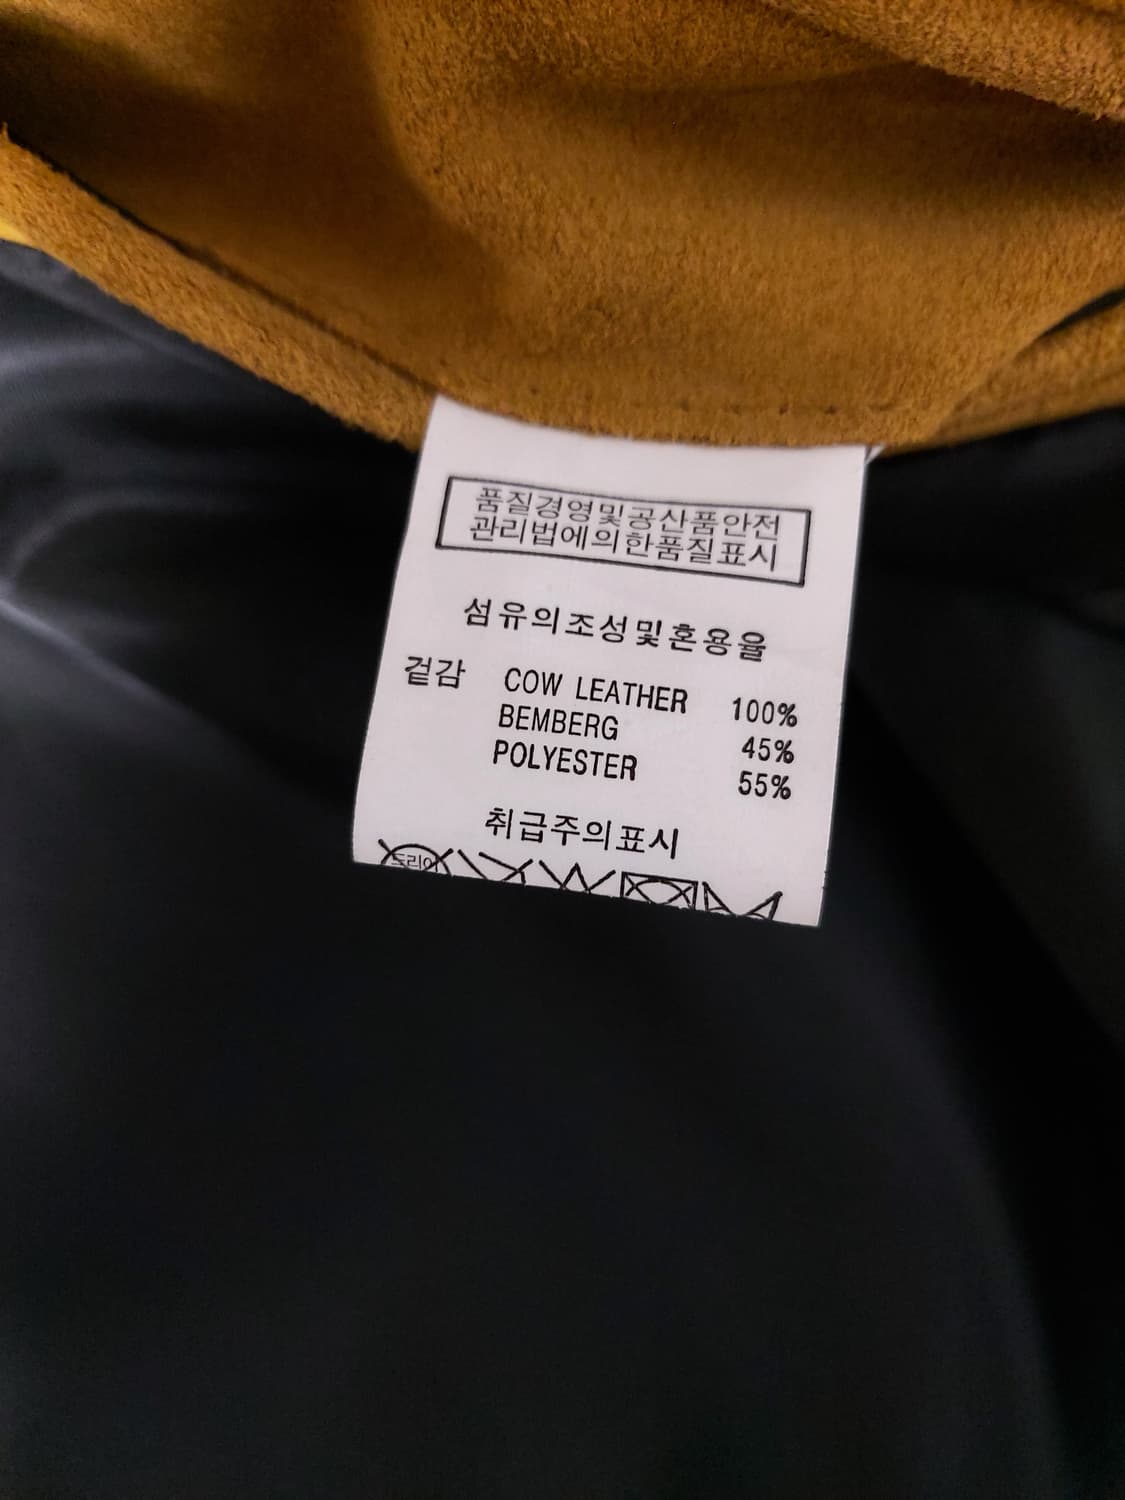 품질경영및공산품안전
관리법에의한품질표시
섬유의조성및혼용율
겉감 COW LEATHER 100%
BEMBERG 45%
POLYESTER 55%
취급주의표시
드리이